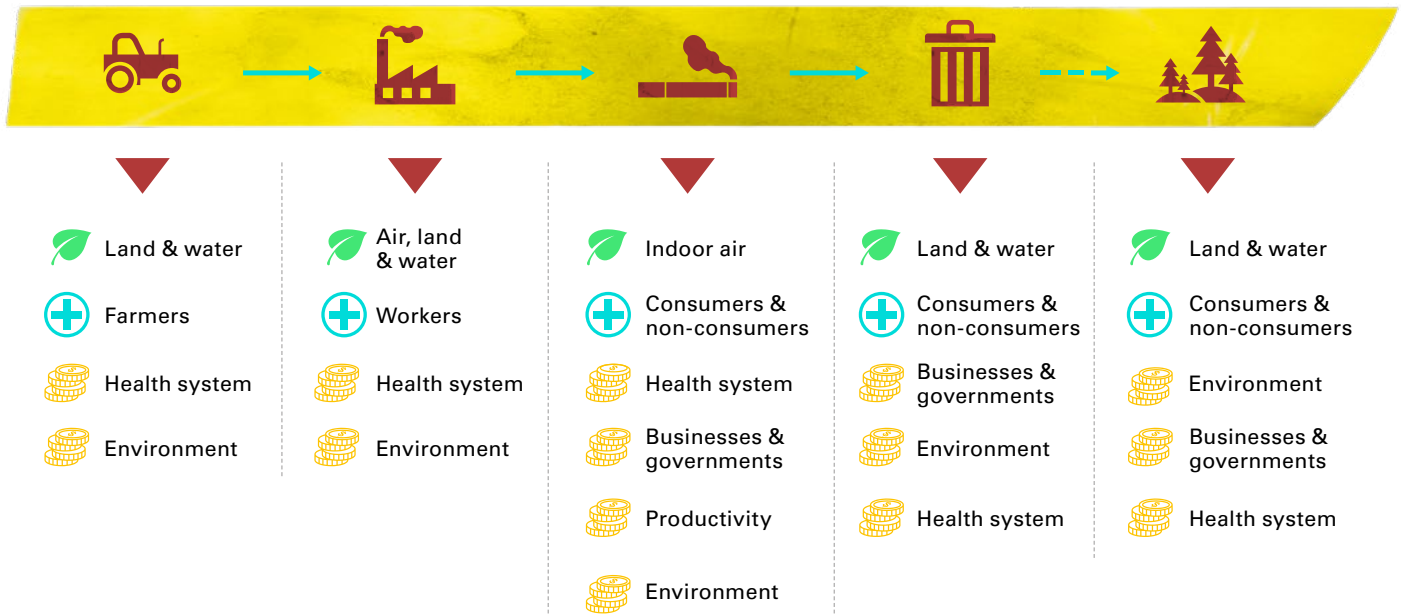 Land & water
Farmers
Health system
Environment
Air, land
& water
Workers
Health system
Environment
Indoor air
Consumers &
non-consumers
Health system
Businesses &
governments
Productivity
Environment
Land & water
Consumers &
non-consumers
Businesses &
governments
Environment
Health system
Land & water
Consumers &
non-consumers
Environment
Businesses &
governments
Health system